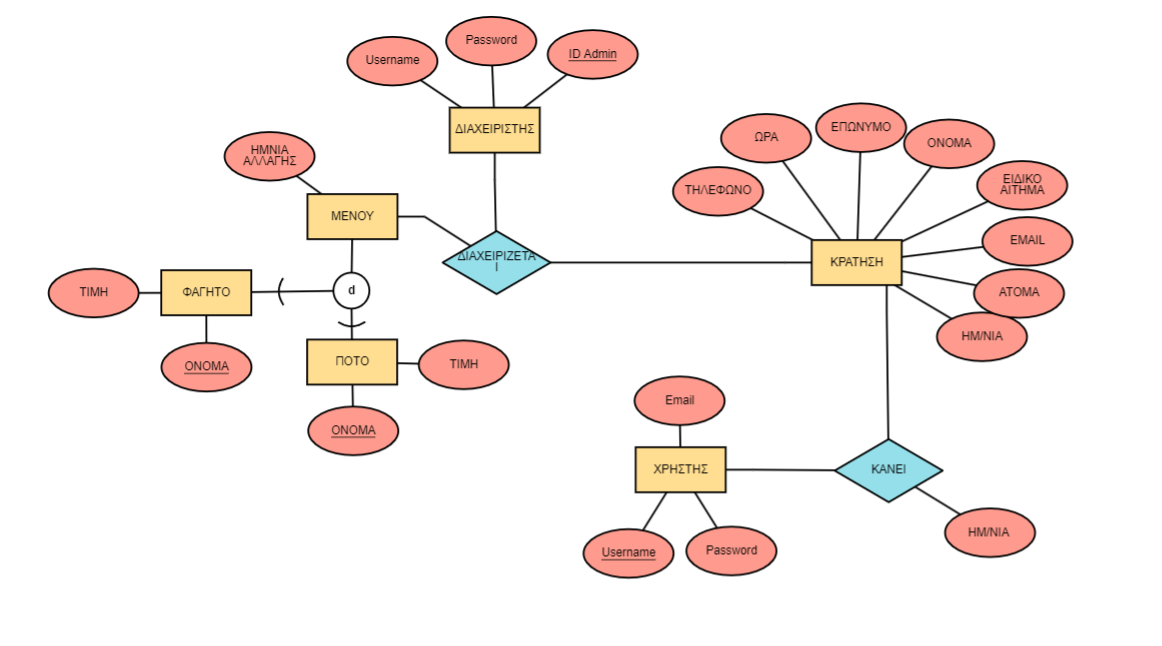 Password
Username
ID Admin
ΔΙΑΧΕΙΡΙΣΤΗΣ
ΗΜΝΙΑ
ΑΛΛΑΓΗΣ
ΜΕΝΟΥ
ΔΙΑΧΕΙΡΙΖΕΤΑ
Ι
ΤΙΜΗ
ΦΑΓΗΤΟ
d
ΟΝΟΜΑ
ΠΟΤΟ
ΤΙΜΗ
ΟΝΟΜΑ
ΤΗΛΕΦΩΝΟ
ΩΡΑ
ΕΠΩΝΥΜΟ
ΟΝΟΜΑ
ΕΙΔΙΚΟ
ΑΙΤΗΜΑ
EMAIL
ΚΡΑΤΗΣΗ
ΑΤΟΜΑ
ΗΜ/ΝΙΑ
Email
ΧΡΗΣΤΗΣ
ΚΑΝΕΙ
Username
Password
ΗΜ/ΝΙΑ